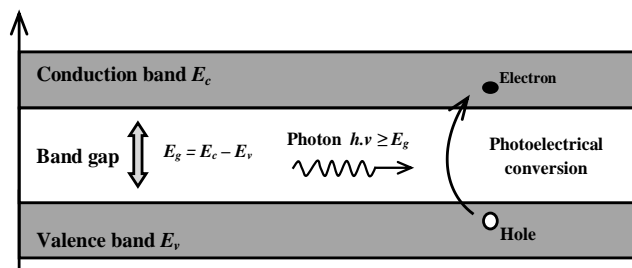 Conduction band E_c
Electron
Band gap
E_g = E_c – E_v
Photon h.ν ≥ E_g
Photoelectrical
conversion
Valence band E_v
Hole